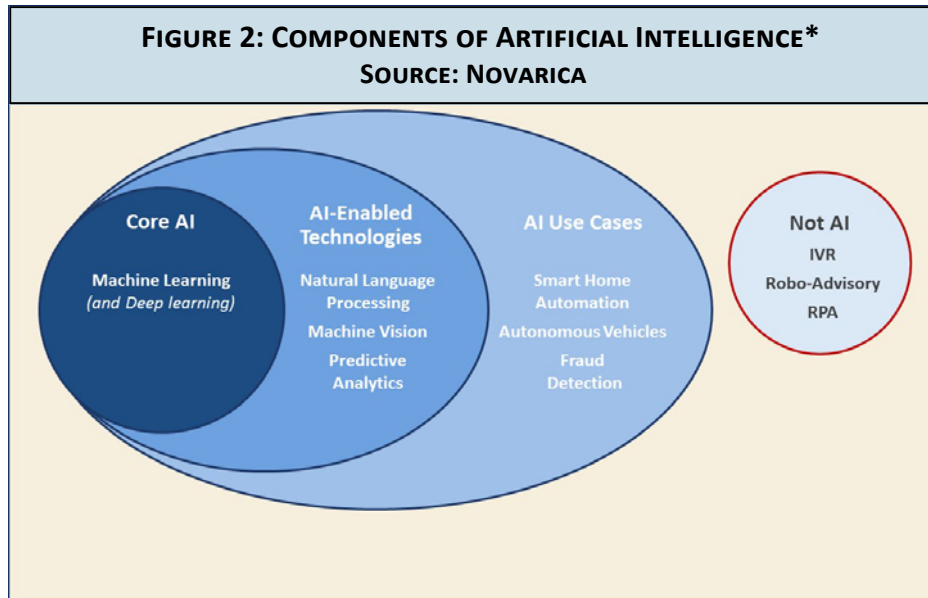 FIGURE 2: COMPONENTS OF ARTIFICIAL INTELLIGENCE*
SOURCE: NOVARICA
Core AI
Machine Learning
(and Deep learning)
AI-Enabled
Technologies
Natural Language
Processing
Machine Vision
Predictive
Analytics
AI Use Cases
Smart Home
Automation
Autonomous Vehicles
Fraud
Detection
Not AI
IVR
Robo-Advisory
RPA